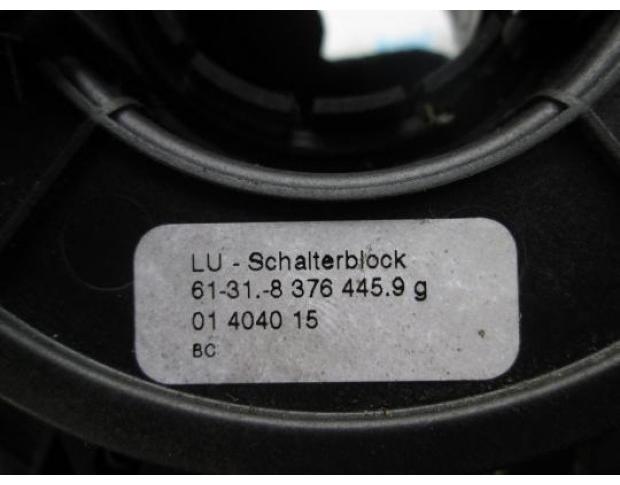 LU - Schalterblock
61-31.-8 376 445.9 g
01 4040 15
BC